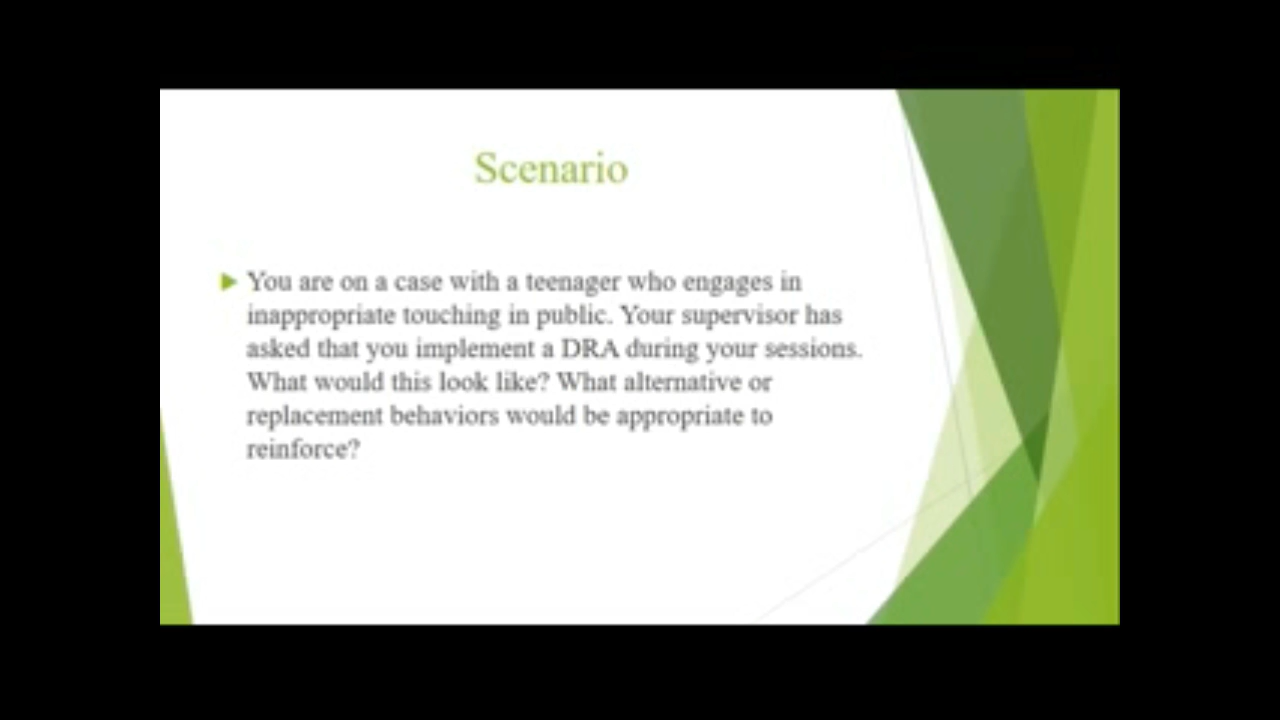 Scenario
You are on a case with a teenager who engages in
inappropriate touching in public. Your supervisor has
asked that you implement a DRA during your sessions.
What would this look like? What alternative or
replacement behaviors would be appropriate to
reinforce?